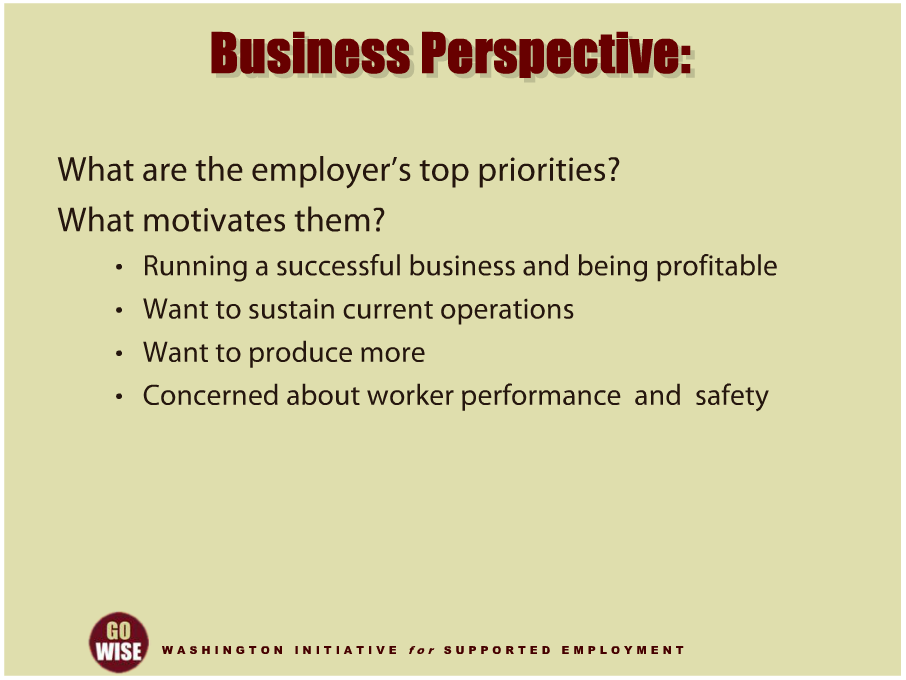 Business Perspective:
What are the employer’s top priorities?
What motivates them?
• Running a successful business and being profitable
• Want to sustain current operations
• Want to produce more
• Concerned about worker performance  and  safety
GO
WISE
WASHINGTON INITIATIVE for SUPPORTED EMPLOYMENT